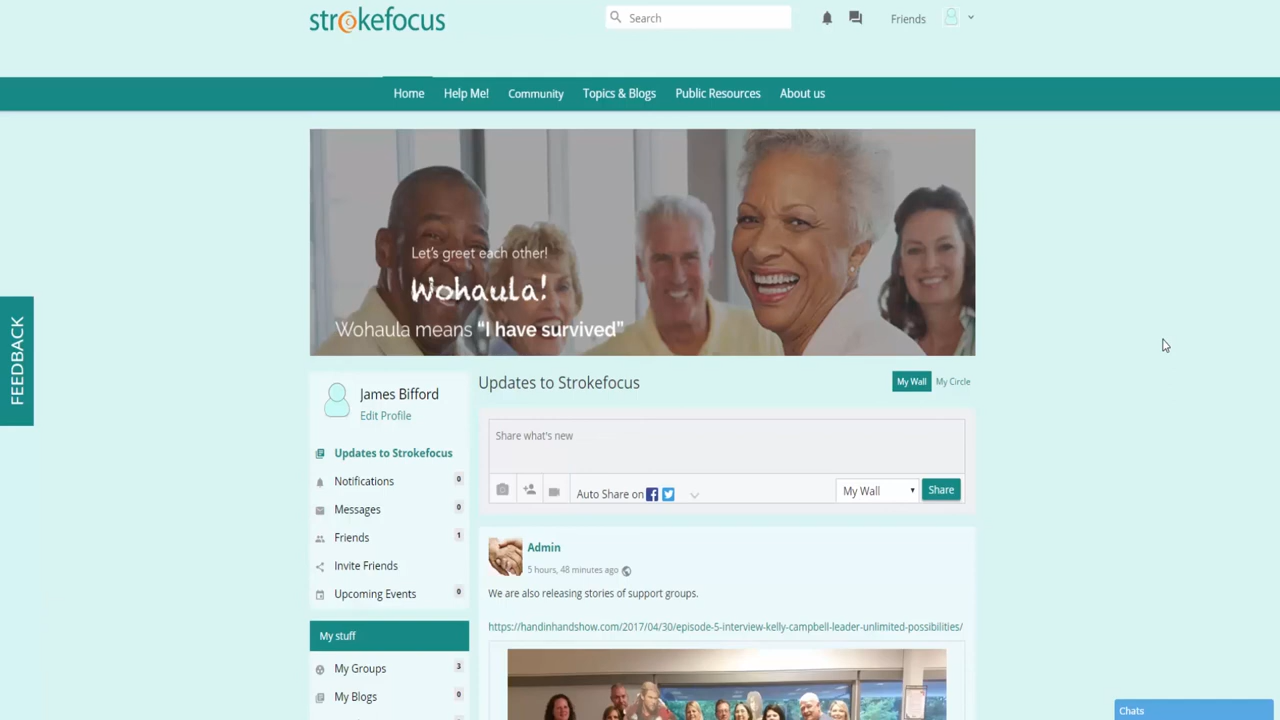 strokefocus
Search
Friends
Home Help Me! Community Topics & Blogs Public Resources About us
Let's greet each other!
Wohaula!
Wohaula means "I have survived"
FEEDBACK
James Bifford
Edit Profile
Updates to Strokefocus
Notifications 0
Messages 0
Friends 1
Invite Friends
Upcoming Events 0
My stuff
My Groups 3
My Blogs 0
Updates to Strokefocus
My Wall My Circle
Share what's new
Auto Share on
My Wall
Share
Admin
5 hours, 48 minutes ago
We are also releasing stories of support groups.
https://handinhandshow.com/2017/04/30/episode-5-interview-kelly-campbell-leader-unlimited-possibilities/
Chats